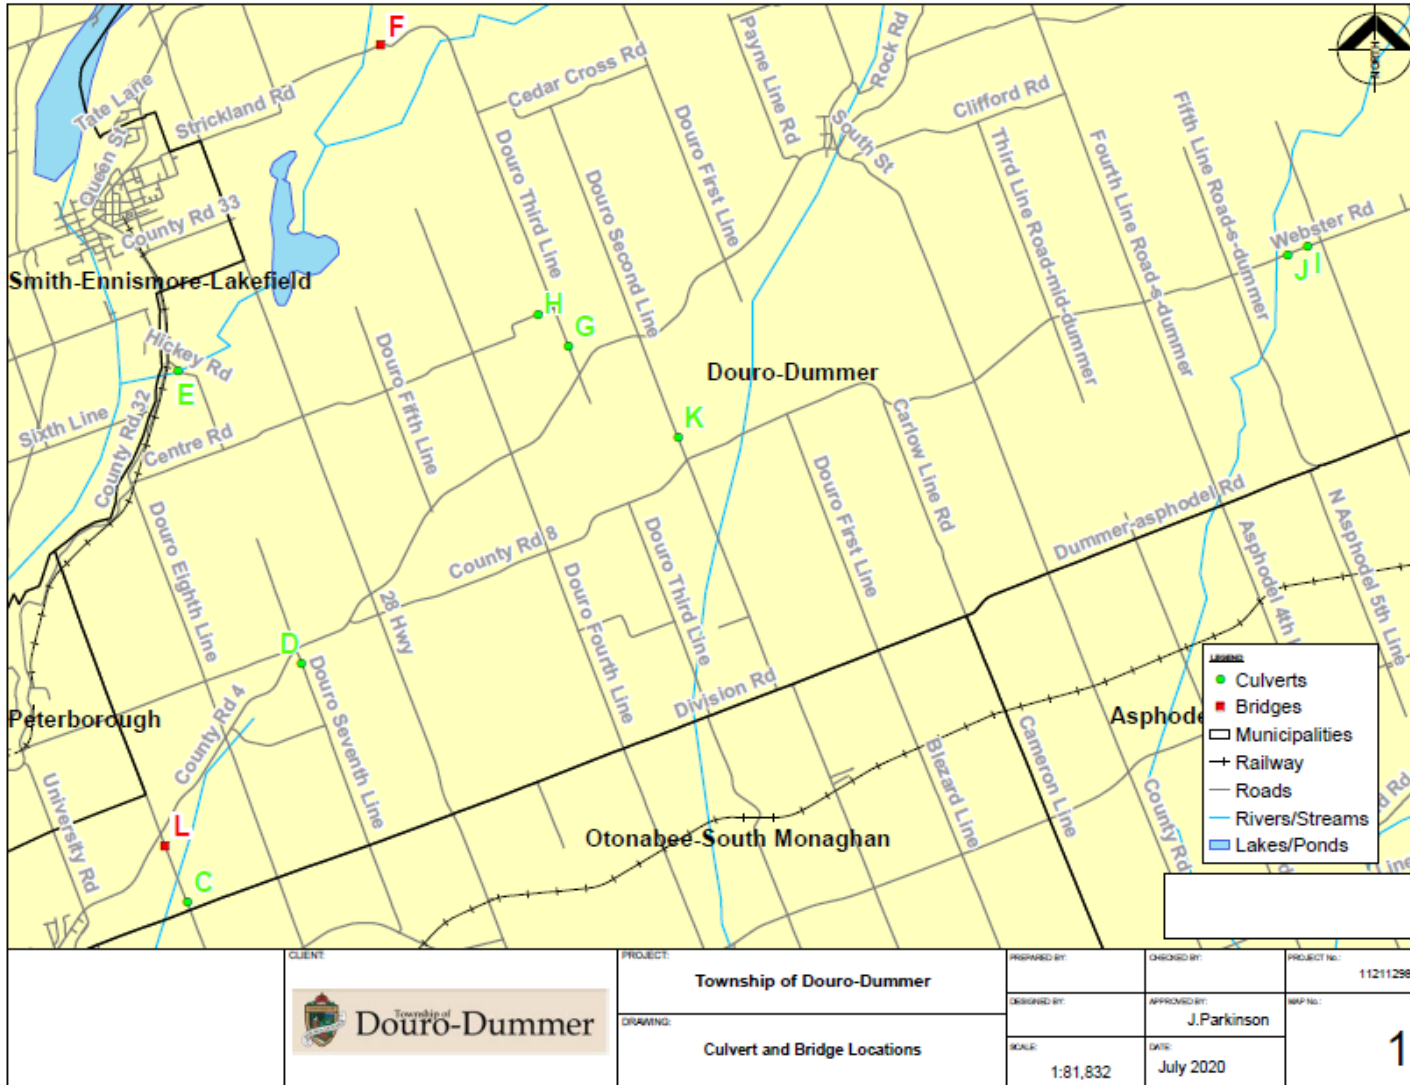 F
Tate Lane
Strickland Rd
Queen St
County Rd 33
Cedar Cross Rd
Payne Line Rd
Rock Rd
South St
Clifford Rd
NORTH
Douro Third Line
Douro Second Line
Douro First Line
Third Line Road-mid-dummer
Fourth Line Road-s-dummer
Fifth Line Road-s-dummer
Webster Rd
J
I
Smith-Ennismore-Lakefield
H
G
Hickey Rd
E
Douro Fifth Line
Douro-Dummer
K
Sixth Line
County Rd 32
Centre Rd
Carlow Line Rd
Douro Eighth Line
County Rd 8
28 Hwy
Douro First Line
Dummer-asphodel Rd
N Asphodel 5th Line
Asphodel 4th
Douro Fourth Line
Douro Third Line
D
Douro Seventh Line
Division Rd
Peterborough
County Rd 4
University Rd
L
C
Otonabee-South Monaghan
Blezard Line
Cameron Line
County Rd
Asphode
LEGEND
Culverts
Bridges
Municipalities
Railway
Roads
Rivers/Streams
Lakes/Ponds
d Rd
Line
CLIENT:
Township of
Douro-Dummer
PROJECT:
Township of Douro-Dummer
DRAWING:
Culvert and Bridge Locations
PREPARED BY:
CHECKED BY:
PROJECT No.:
11211298
DESIGNED BY:
APPROVED BY:
J.Parkinson
MAP No.:
1
SCALE:
1:81,832
DATE:
July 2020